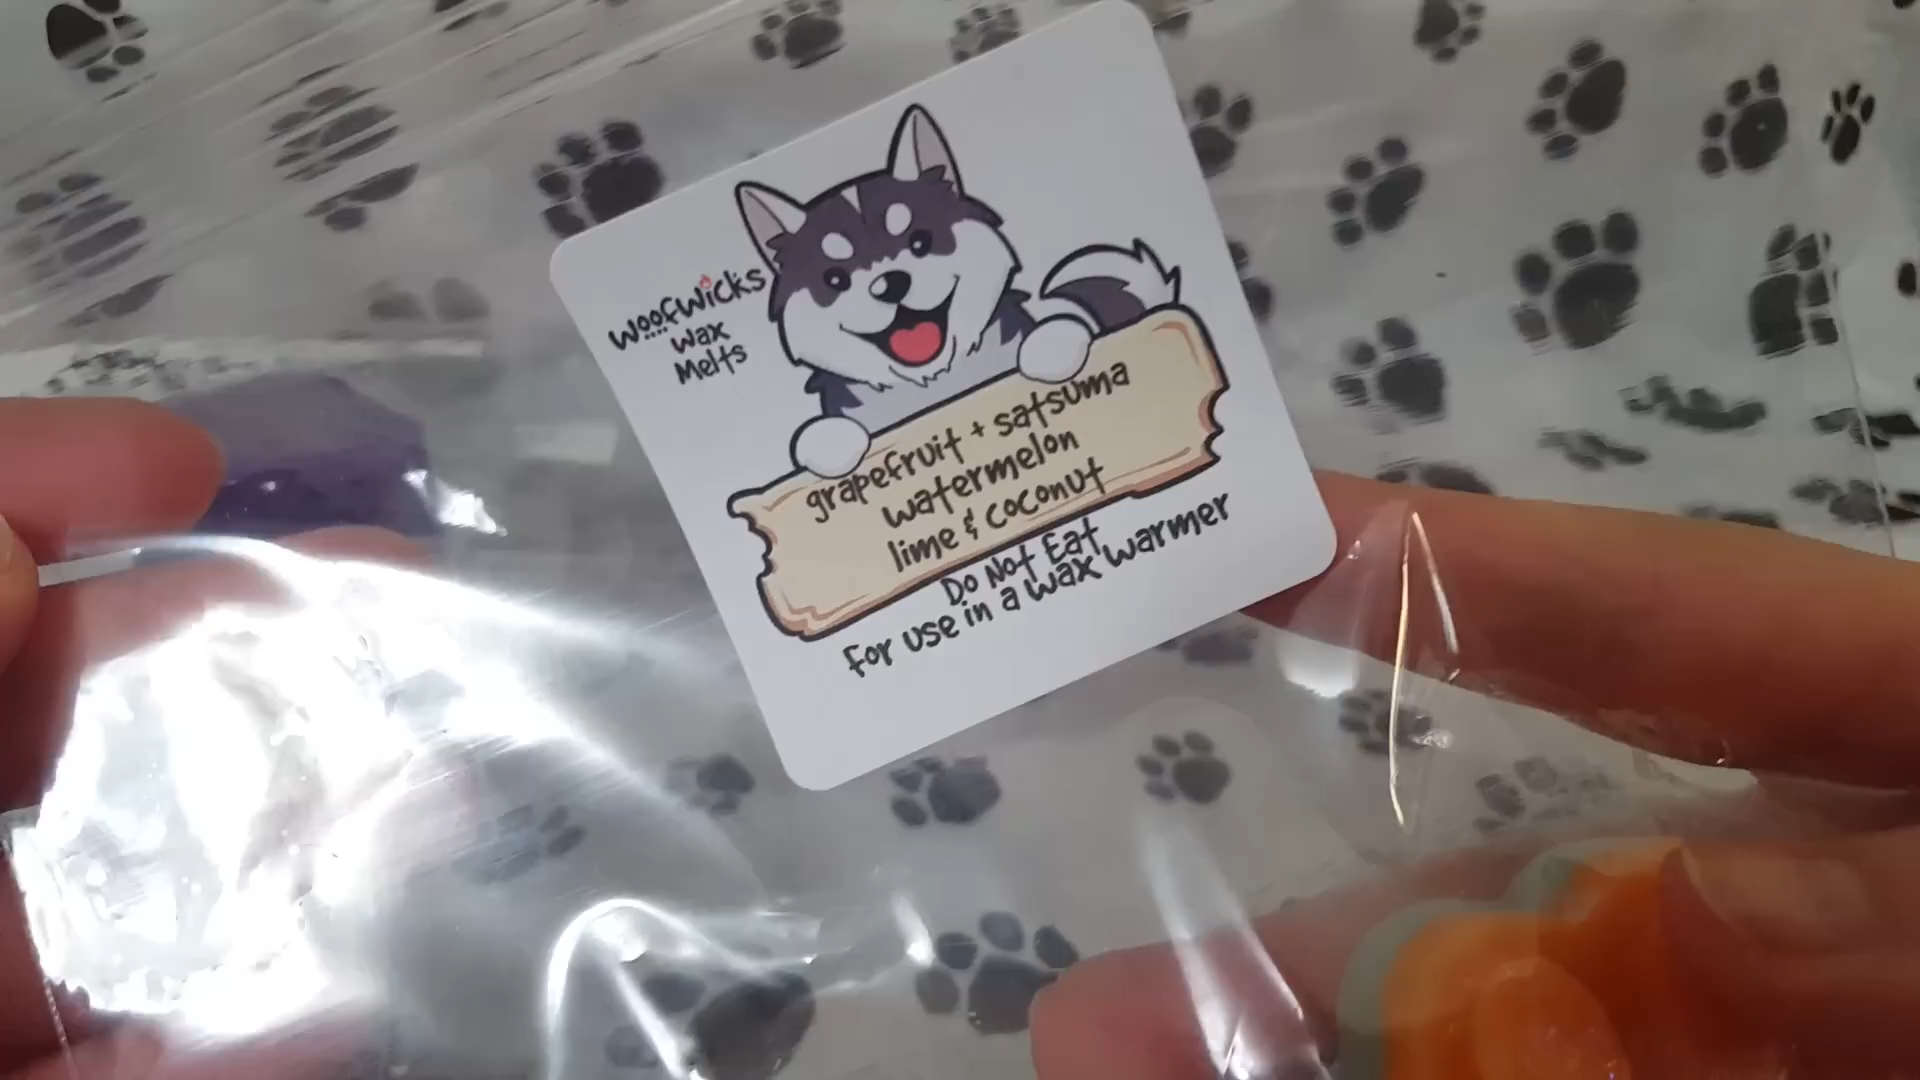 woofwicks
wax
Melts
grapefruit + satsuma
watermelon
lime & coconut
Do Not Eat
For use in a wax warmer